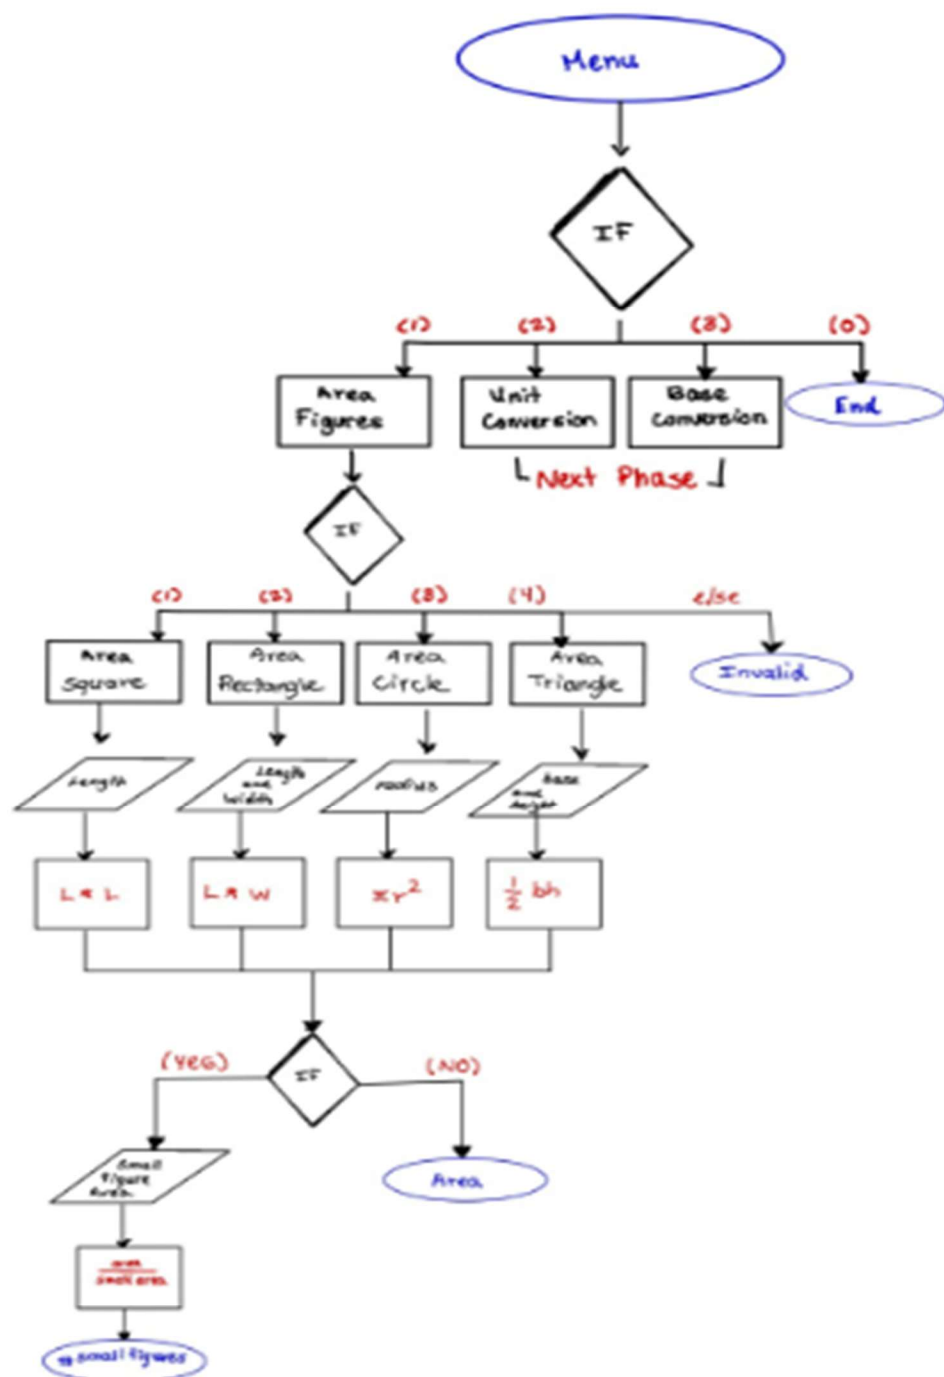 Menu
IF
(1) (2) (3) (0)
Area
Figures
Unit
Conversion
Base
Conversion
End
Next Phase
IF
(1) (2) (3) (4) else
Area
Square
Area
Rectangle
Area
Circle
Area
Triangle
Invalid
Length
Length
and
Width
radius
Base
and
height
L * L
L * W
πr²
1/2 bh
IF
(YES) (NO)
Small
Figure
Area
Area
area
small area
# small figures